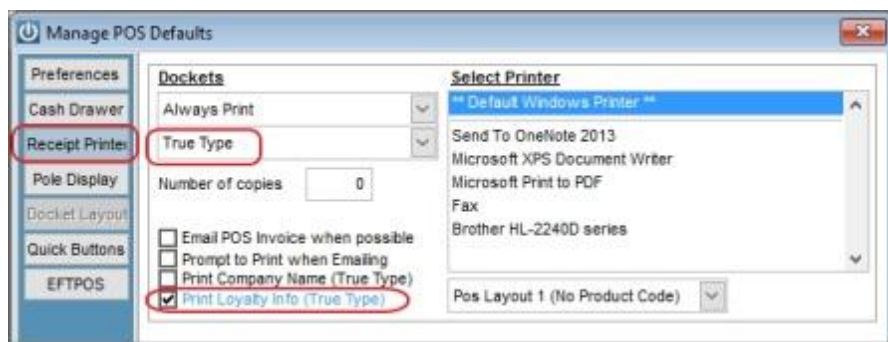 Manage POS Defaults
Preferences
Cash Drawer
Receipt Printer
Pole Display
Docket Layout
Quick Buttons
EFTPOS
Dockets
Always Print
True Type
Number of copies 0
Email POS Invoice when possible
Prompt to Print when Emailing
Print Company Name (True Type)
Print Loyalty Info (True Type)
Select Printer
** Default Windows Printer **
Send To OneNote 2013
Microsoft XPS Document Writer
Microsoft Print to PDF
Fax
Brother HL-2240D series
Pos Layout 1 (No Product Code)